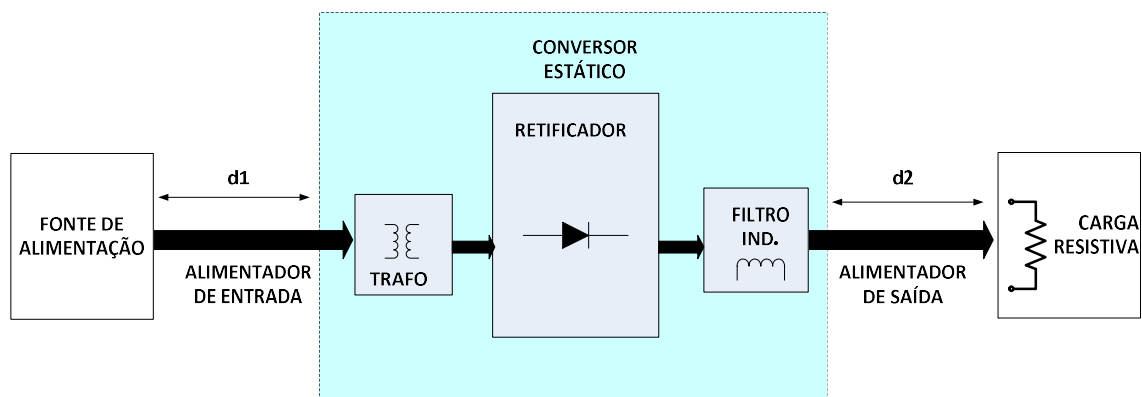 CONVERSOR
ESTÁTICO
RETIFICADOR
d1
d2
FONTE DE
ALIMENTAÇÃO
TRAFO
FILTRO
IND.
CARGA
RESISTIVA
ALIMENTADOR
DE ENTRADA
ALIMENTADOR
DE SAÍDA